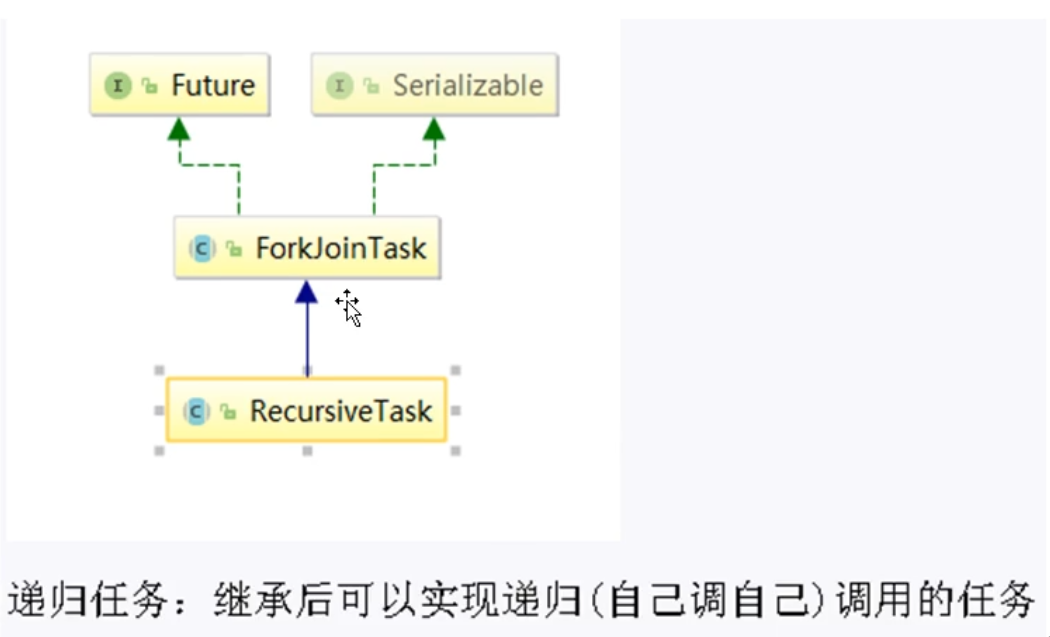 Future
Serializable
ForkJoinTask
RecursiveTask
递归任务：继承后可以实现递归(自己调自己)调用的任务